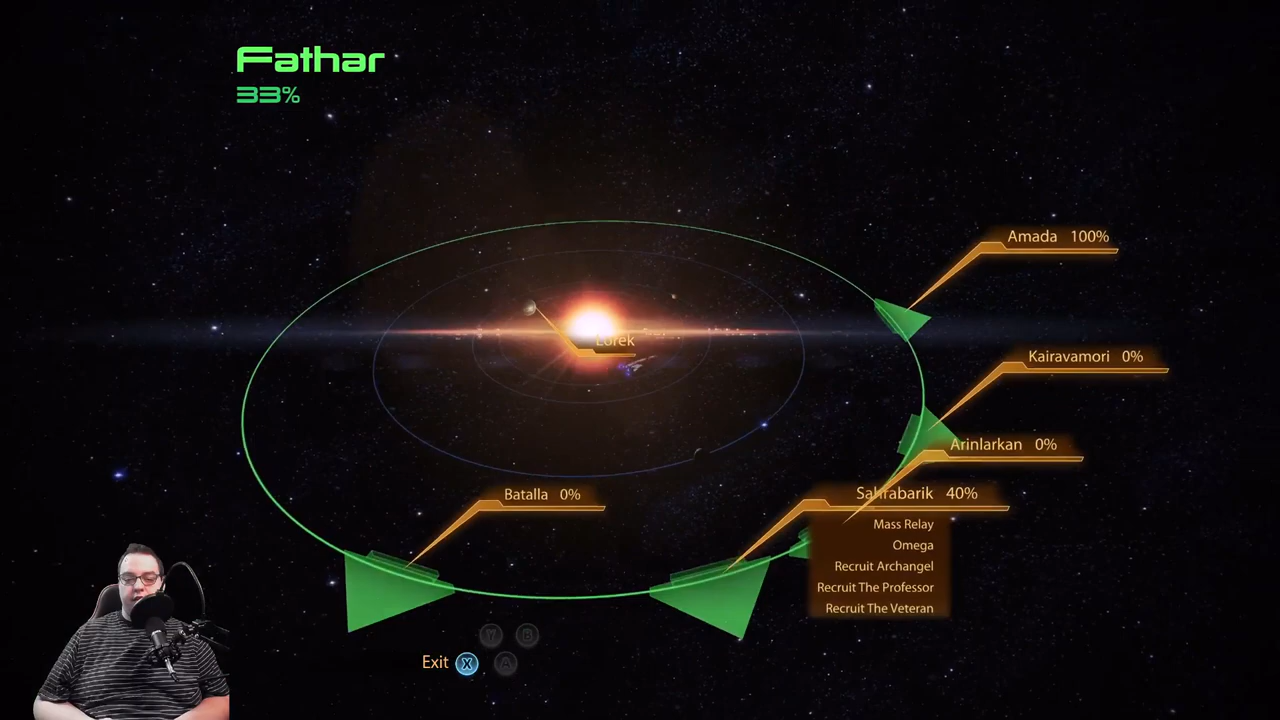 Fathar
33%
Amada 100%
Lorek
Kairavamori 0%
Arinlarkan 0%
Batalla 0%
Sahrabarik 40%
Mass Relay
Omega
Recruit Archangel
Recruit The Professor
Recruit The Veteran
Y B
Exit X A